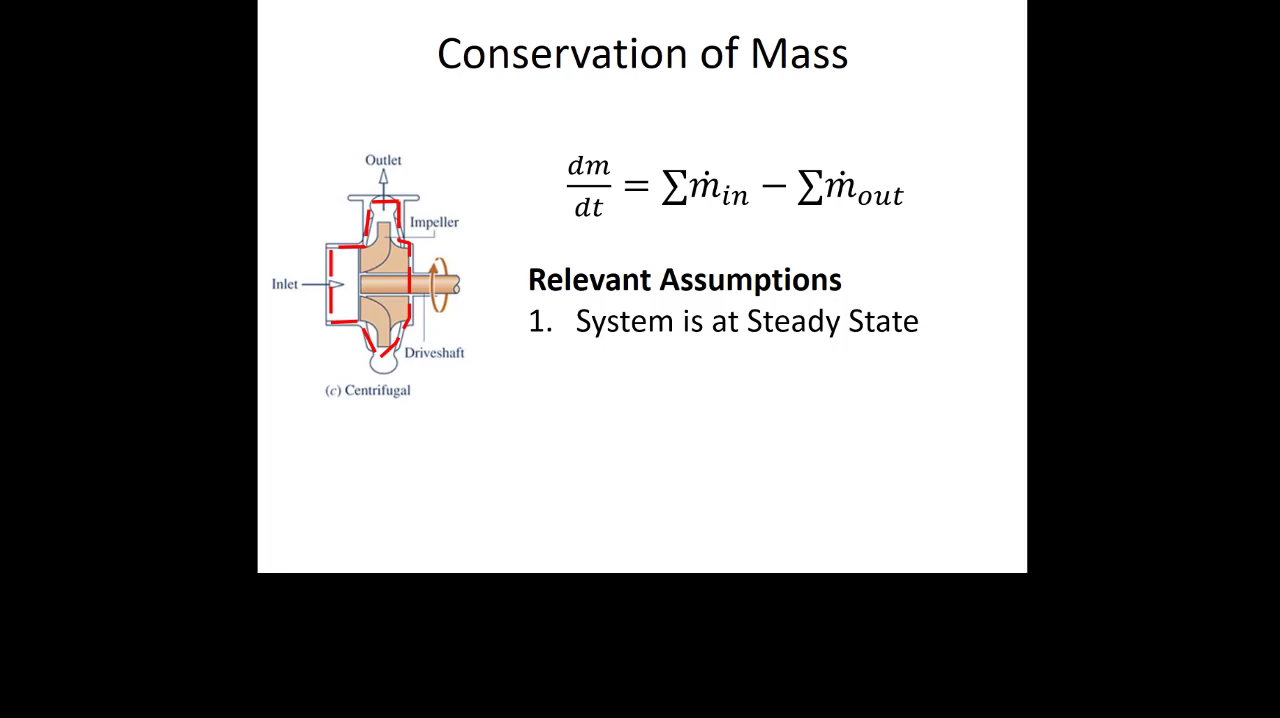 Conservation of Mass
Outlet
Impeller
Inlet
Driveshaft
(c) Centrifugal
dm/dt = ∑ṁ_in − ∑ṁ_out
Relevant Assumptions
1. System is at Steady State